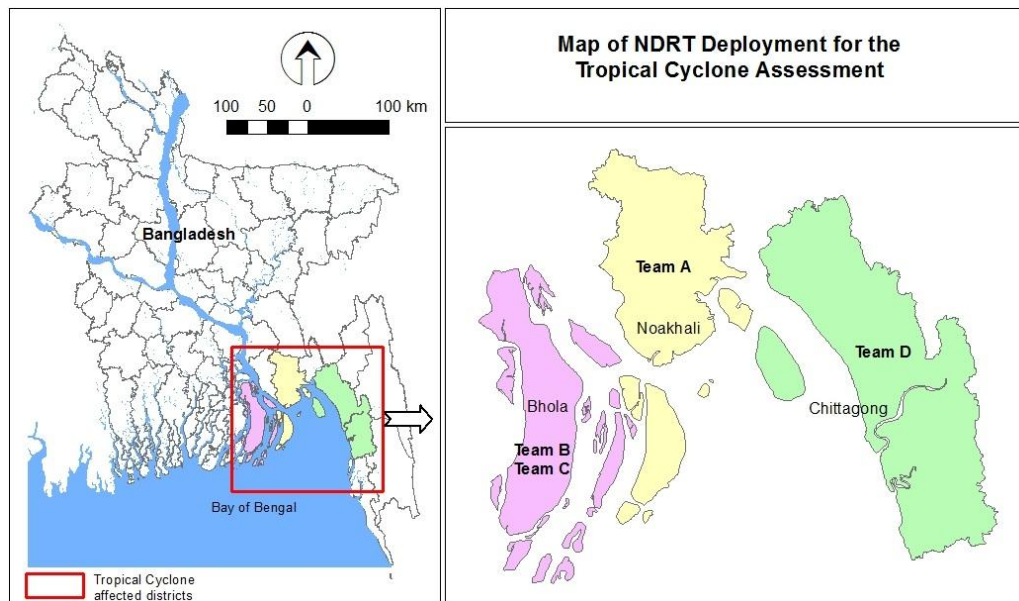 100 50 0 100 km
Bangladesh
Bay of Bengal
Tropical Cyclone
affected districts
Map of NDRT Deployment for the
Tropical Cyclone Assessment
Team A
Noakhali
Team D
Chittagong
Bhola
Team B
Team C